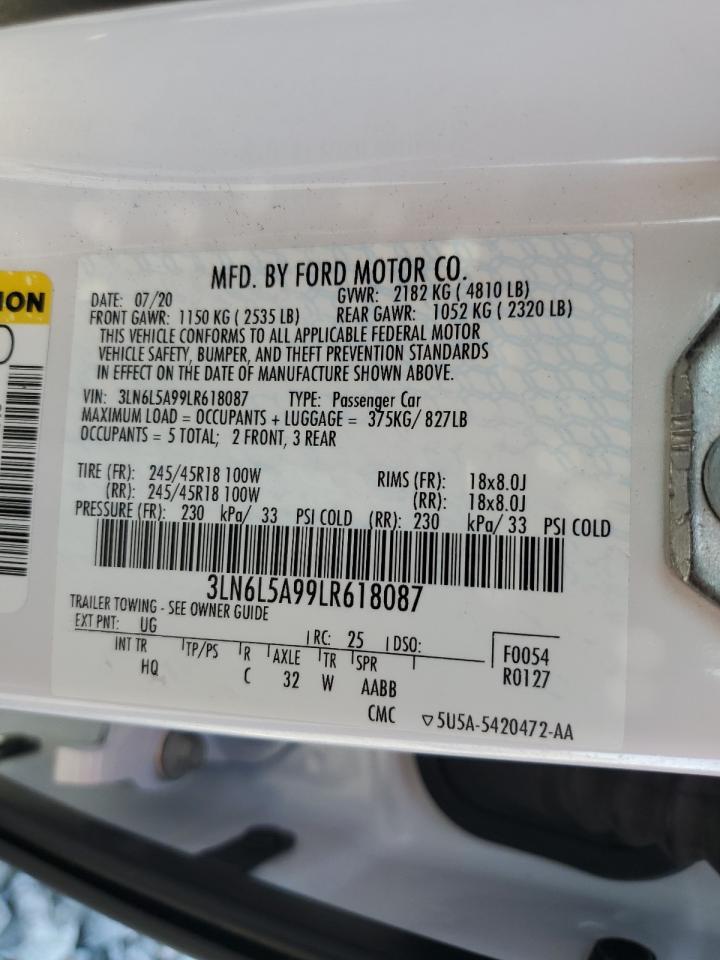 MFD. BY FORD MOTOR CO.
DATE: 07/20 GVWR: 2182 KG ( 4810 LB)
FRONT GAWR: 1150 KG ( 2535 LB) REAR GAWR: 1052 KG ( 2320 LB)
THIS VEHICLE CONFORMS TO ALL APPLICABLE FEDERAL MOTOR
VEHICLE SAFETY, BUMPER, AND THEFT PREVENTION STANDARDS
IN EFFECT ON THE DATE OF MANUFACTURE SHOWN ABOVE.
VIN: 3LN6L5A99LR618087 TYPE: Passenger Car
MAXIMUM LOAD = OCCUPANTS + LUGGAGE = 375KG/ 827LB
OCCUPANTS = 5 TOTAL; 2 FRONT, 3 REAR
TIRE (FR): 245/45R18 100W RIMS (FR): 18x8.0J
(RR): 245/45R18 100W (RR): 18x8.0J
PRESSURE (FR): 230 kPa/ 33 PSI COLD (RR): 230 kPa/ 33 PSI COLD
3LN6L5A99LR618087
TRAILER TOWING - SEE OWNER GUIDE
EXT PNT: UG RC: 25 DSO: F0054
INT TR TP/PS R AXLE TR SPR R0127
HQ C 32 W AABB
CMC ▽5U5A-5420472-AA
ION